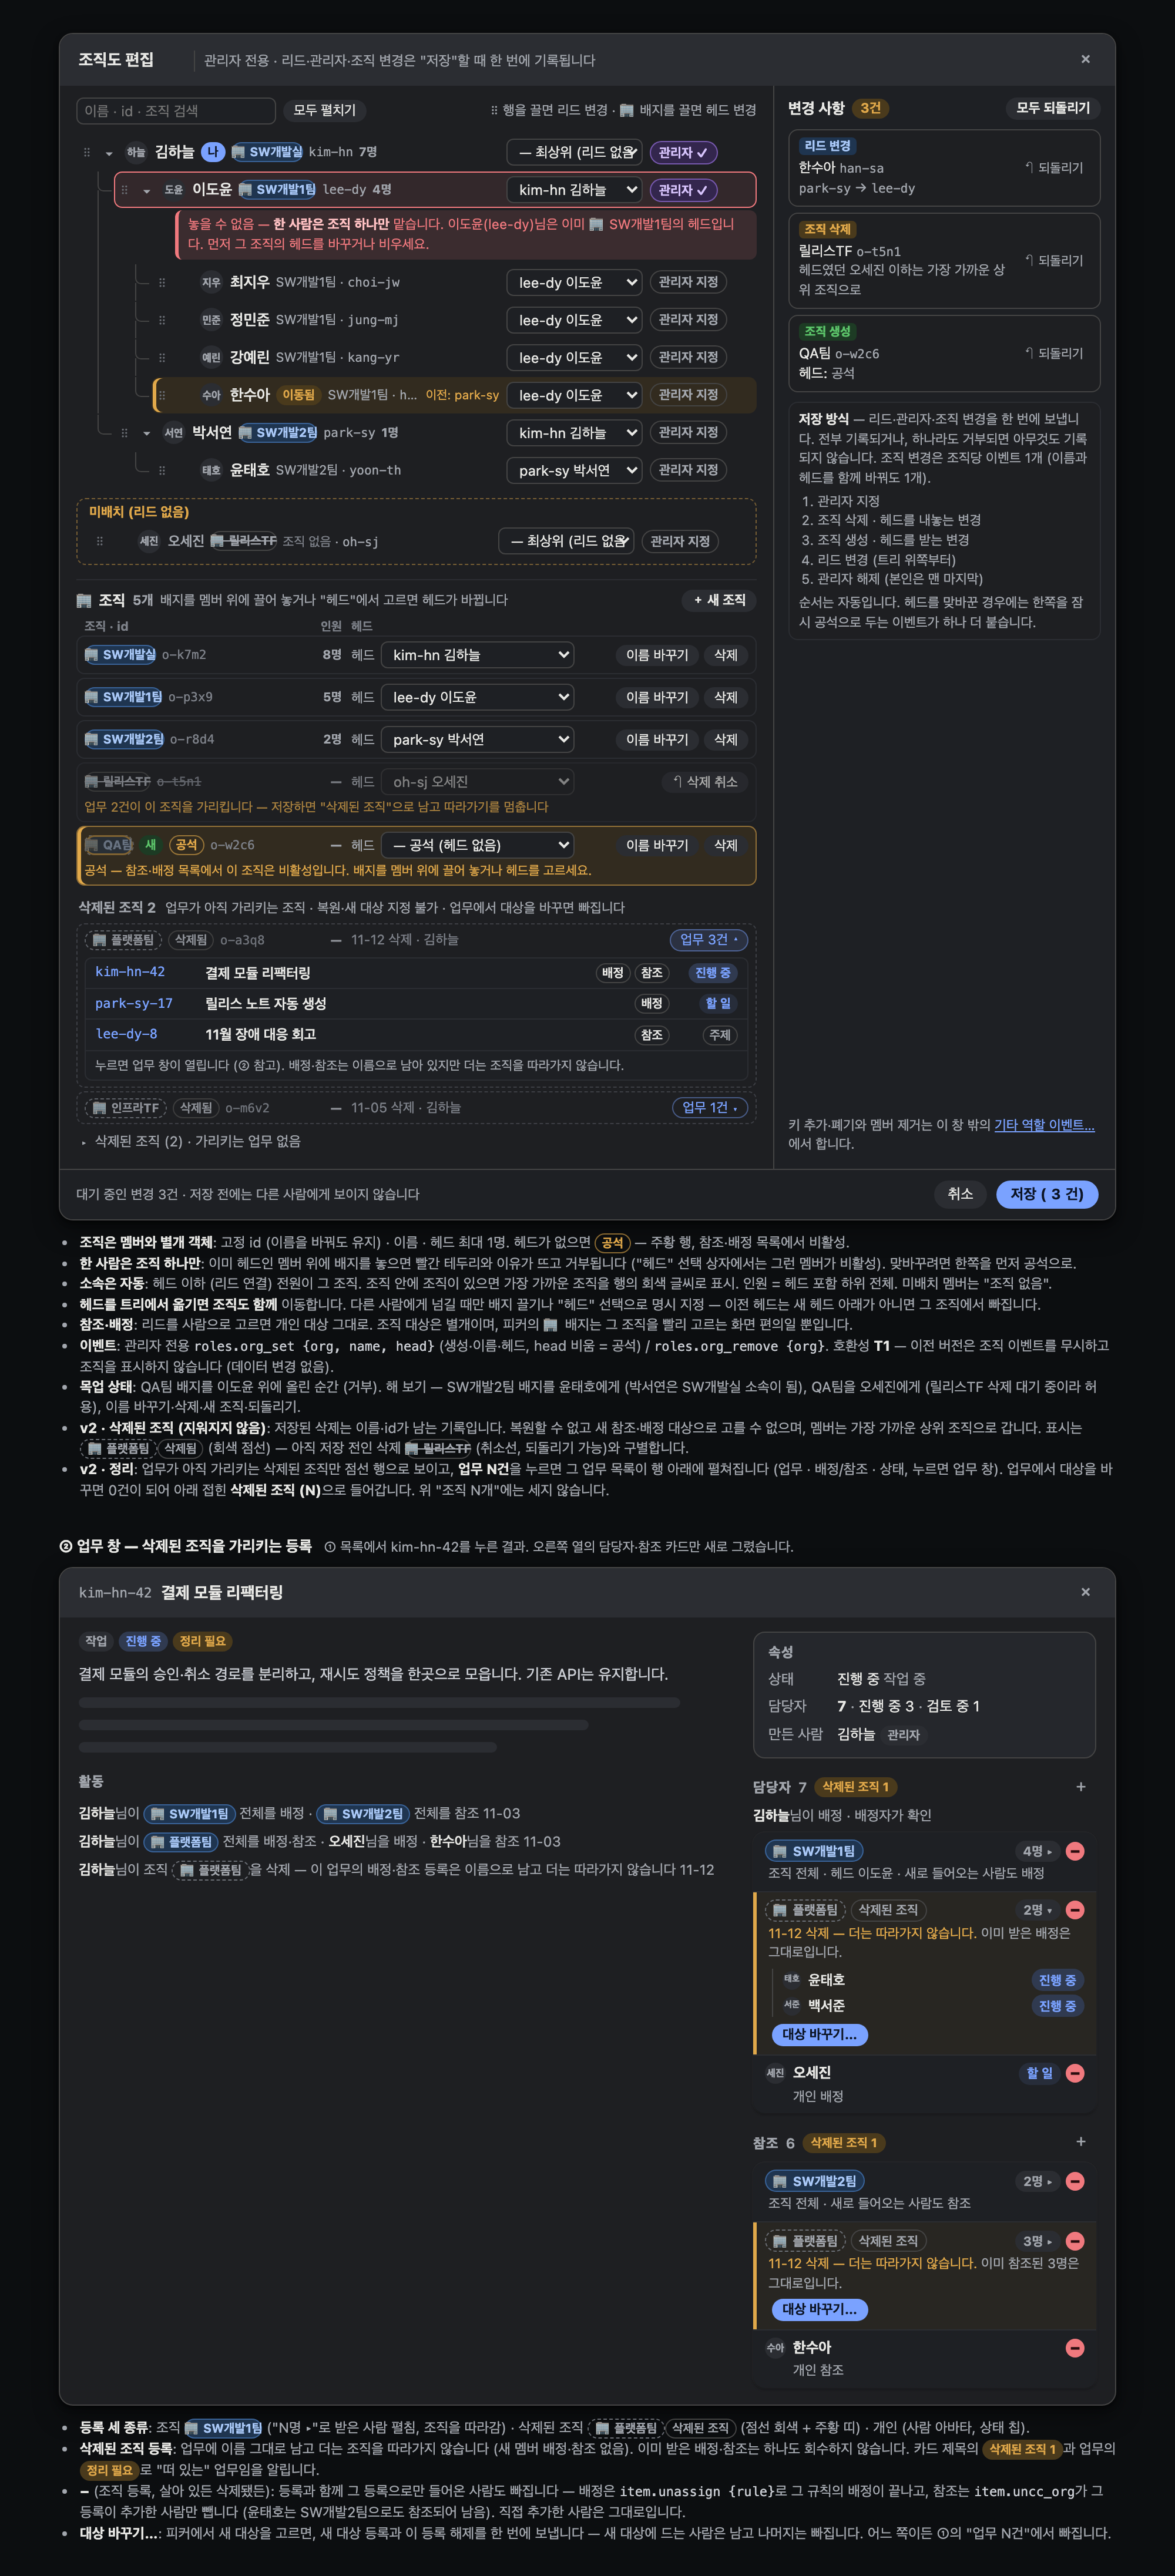 조직도 편집
관리자 전용 · 리드·관리자·조직 변경은 "저장"할 때 한 번에 기록됩니다
×
이름 · id · 조직 검색
모두 펼치기
⠿ 행을 끌면 리드 변경 · 🏢 배지를 끌면 헤드 변경
하늘 김하늘 나 🏢 SW개발실 kim-hn 7명 — 최상위 (리드 없음 관리자 ✓
도윤 이도윤 🏢 SW개발1팀 lee-dy 4명 kim-hn 김하늘 관리자 ✓
놓을 수 없음 — 한 사람은 조직 하나만 맡습니다. 이도윤(lee-dy)님은 이미 🏢 SW개발1팀의 헤드입니
다. 먼저 그 조직의 헤드를 바꾸거나 비우세요.
지우 최지우 SW개발1팀 · choi-jw lee-dy 이도윤 관리자 지정
민준 정민준 SW개발1팀 · jung-mj lee-dy 이도윤 관리자 지정
예린 강예린 SW개발1팀 · kang-yr lee-dy 이도윤 관리자 지정
수아 한수아 이동됨 SW개발1팀 · h… 이전: park-sy lee-dy 이도윤 관리자 지정
서연 박서연 🏢 SW개발2팀 park-sy 1명 kim-hn 김하늘 관리자 지정
태호 윤태호 SW개발2팀 · yoon-th park-sy 박서연 관리자 지정
미배치 (리드 없음)
세진 오세진 🏢 릴리스TF 조직 없음 · oh-sj — 최상위 (리드 없음 관리자 지정
🏢 조직 5개 배지를 멤버 위에 끌어 놓거나 "헤드"에서 고르면 헤드가 바뀝니다 + 새 조직
조직 · id 인원 헤드
🏢 SW개발실 o-k7m2 8명 헤드 kim-hn 김하늘 이름 바꾸기 삭제
🏢 SW개발1팀 o-p3x9 5명 헤드 lee-dy 이도윤 이름 바꾸기 삭제
🏢 SW개발2팀 o-r8d4 2명 헤드 park-sy 박서연 이름 바꾸기 삭제
🏢 릴리스TF o-t5n1 — 헤드 oh-sj 오세진 ↰ 삭제 취소
업무 2건이 이 조직을 가리킵니다 — 저장하면 "삭제된 조직"으로 남고 따라가기를 멈춥니다
🏢 QA팀 새 공석 o-w2c6 — 헤드 — 공석 (헤드 없음) 이름 바꾸기 삭제
공석 — 참조·배정 목록에서 이 조직은 비활성입니다. 배지를 멤버 위에 끌어 놓거나 헤드를 고르세요.
삭제된 조직 2 업무가 아직 가리키는 조직 · 복원·새 대상 지정 불가 · 업무에서 대상을 바꾸면 빠집니다
🏢 플랫폼팀 삭제됨 o-a3q8 — 11-12 삭제 · 김하늘 업무 3건 ▴
kim-hn-42 결제 모듈 리팩터링 배정 참조 진행 중
park-sy-17 릴리스 노트 자동 생성 배정 할 일
lee-dy-8 11월 장애 대응 회고 참조 주제
누르면 업무 창이 열립니다 (② 참고). 배정·참조는 이름으로 남아 있지만 더는 조직을 따라가지 않습니다.
🏢 인프라TF 삭제됨 o-m6v2 — 11-05 삭제 · 김하늘 업무 1건 ▾
▸ 삭제된 조직 (2) · 가리키는 업무 없음
변경 사항 3건 모두 되돌리기
리드 변경
한수아 han-sa
park-sy → lee-dy
↰ 되돌리기
조직 삭제
릴리스TF o-t5n1
헤드였던 오세진 이하는 가장 가까운 상
위 조직으로
↰ 되돌리기
조직 생성
QA팀 o-w2c6
헤드: 공석
↰ 되돌리기
저장 방식 — 리드·관리자·조직 변경을 한 번에 보냅니
다. 전부 기록되거나, 하나라도 거부되면 아무것도 기록
되지 않습니다. 조직 변경은 조직당 이벤트 1개 (이름과
헤드를 함께 바꿔도 1개).
1. 관리자 지정
2. 조직 삭제 · 헤드를 내놓는 변경
3. 조직 생성 · 헤드를 받는 변경
4. 리드 변경 (트리 위쪽부터)
5. 관리자 해제 (본인은 맨 마지막)
순서는 자동입니다. 헤드를 맞바꾼 경우에는 한쪽을 잠
시 공석으로 두는 이벤트가 하나 더 붙습니다.
키 추가·폐기와 멤버 제거는 이 창 밖의 기타 역할 이벤트…
에서 합니다.
대기 중인 변경 3건 · 저장 전에는 다른 사람에게 보이지 않습니다
취소
저장 ( 3 건)
• 조직은 멤버와 별개 객체: 고정 id (이름을 바꿔도 유지) · 이름 · 헤드 최대 1명. 헤드가 없으면 공석 — 주황 행, 참조·배정 목록에서 비활성.
• 한 사람은 조직 하나만: 이미 헤드인 멤버 위에 배지를 놓으면 빨간 테두리와 이유가 뜨고 거부됩니다 ("헤드" 선택 상자에서는 그런 멤버가 비활성). 맞바꾸려면 한쪽을 먼저 공석으로.
• 소속은 자동: 헤드 이하 (리드 연결) 전원이 그 조직. 조직 안에 조직이 있으면 가장 가까운 조직을 행의 회색 글씨로 표시. 인원 = 헤드 포함 하위 전체. 미배치 멤버는 "조직 없음".
• 헤드를 트리에서 옮기면 조직도 함께 이동합니다. 다른 사람에게 넘길 때만 배지 끌기나 "헤드" 선택으로 명시 지정 — 이전 헤드는 새 헤드 아래가 아니면 그 조직에서 빠집니다.
• 참조·배정: 리드를 사람으로 고르면 개인 대상 그대로. 조직 대상은 별개이며, 피커의 🏢 배지는 그 조직을 빨리 고르는 화면 편의일 뿐입니다.
• 이벤트: 관리자 전용 roles.org_set {org, name, head} (생성·이름·헤드, head 비움 = 공석) / roles.org_remove {org}. 호환성 T1 — 이전 버전은 조직 이벤트를 무시하고
조직을 표시하지 않습니다 (데이터 변경 없음).
• 목업 상태: QA팀 배지를 이도윤 위에 올린 순간 (거부). 해 보기 — SW개발2팀 배지를 윤태호에게 (박서연은 SW개발실 소속이 됨), QA팀을 오세진에게 (릴리스TF 삭제 대기 중이라 허
용), 이름 바꾸기·삭제·새 조직·되돌리기.
• v2 · 삭제된 조직 (지워지지 않음): 저장된 삭제는 이름·id가 남는 기록입니다. 복원할 수 없고 새 참조·배정 대상으로 고를 수 없으며, 멤버는 가장 가까운 상위 조직으로 갑니다. 표시는
🏢 플랫폼팀 삭제됨 (회색 점선) — 아직 저장 전인 삭제 🏢 릴리스TF (취소선, 되돌리기 가능)와 구별합니다.
• v2 · 정리: 업무가 아직 가리키는 삭제된 조직만 점선 행으로 보이고, 업무 N건을 누르면 그 업무 목록이 행 아래에 펼쳐집니다 (업무 · 배정/참조 · 상태, 누르면 업무 창). 업무에서 대상을 바
꾸면 0건이 되어 아래 접힌 삭제된 조직 (N)으로 들어갑니다. 위 "조직 N개"에는 세지 않습니다.
② 업무 창 — 삭제된 조직을 가리키는 등록 ① 목록에서 kim-hn-42를 누른 결과. 오른쪽 열의 담당자·참조 카드만 새로 그렸습니다.
kim-hn-42 결제 모듈 리팩터링 ×
작업 진행 중 정리 필요
결제 모듈의 승인·취소 경로를 분리하고, 재시도 정책을 한곳으로 모읍니다. 기존 API는 유지합니다.
활동
김하늘님이 🏢 SW개발1팀 전체를 배정 · 🏢 SW개발2팀 전체를 참조 11-03
김하늘님이 🏢 플랫폼팀 전체를 배정·참조 · 오세진님을 배정 · 한수아님을 참조 11-03
김하늘님이 조직 🏢 플랫폼팀을 삭제 — 이 업무의 배정·참조 등록은 이름으로 남고 더는 따라가지 않습니다 11-12
속성
상태 진행 중 작업 중
담당자 7 · 진행 중 3 · 검토 중 1
만든 사람 김하늘 관리자
담당자 7 삭제된 조직 1 +
김하늘님이 배정 · 배정자가 확인
🏢 SW개발1팀 4명 ▸
조직 전체 · 헤드 이도윤 · 새로 들어오는 사람도 배정
🏢 플랫폼팀 삭제된 조직 2명 ▾
11-12 삭제 — 더는 따라가지 않습니다. 이미 받은 배정은
그대로입니다.
태호 윤태호 진행 중
서준 백서준 진행 중
대상 바꾸기…
세진 오세진 할 일
개인 배정
참조 6 삭제된 조직 1 +
🏢 SW개발2팀 2명 ▸
조직 전체 · 새로 들어오는 사람도 참조
🏢 플랫폼팀 삭제된 조직 3명 ▸
11-12 삭제 — 더는 따라가지 않습니다. 이미 참조된 3명은
그대로입니다.
대상 바꾸기…
수아 한수아
개인 참조
• 등록 세 종류: 조직 🏢 SW개발1팀 ("N명 ▸"로 받은 사람 펼침, 조직을 따라감) · 삭제된 조직 🏢 플랫폼팀 삭제된 조직 (점선 회색 + 주황 띠) · 개인 (사람 아바타, 상태 칩).
• 삭제된 조직 등록: 업무에 이름 그대로 남고 더는 조직을 따라가지 않습니다 (새 멤버 배정·참조 없음). 이미 받은 배정·참조는 하나도 회수하지 않습니다. 카드 제목의 삭제된 조직 1과 업무의
정리 필요로 "떠 있는" 업무임을 알립니다.
• − (조직 등록, 살아 있든 삭제됐든): 등록과 함께 그 등록으로만 들어온 사람도 빠집니다 — 배정은 item.unassign {rule}로 그 규칙의 배정이 끝나고, 참조는 item.uncc_org가 그
등록이 추가한 사람만 뺍니다 (윤태호는 SW개발2팀으로도 참조되어 남음). 직접 추가한 사람은 그대로입니다.
• 대상 바꾸기…: 피커에서 새 대상을 고르면, 새 대상 등록과 이 등록 해제를 한 번에 보냅니다 — 새 대상에 드는 사람은 남고 나머지는 빠집니다. 어느 쪽이든 ①의 "업무 N건"에서 빠집니다.